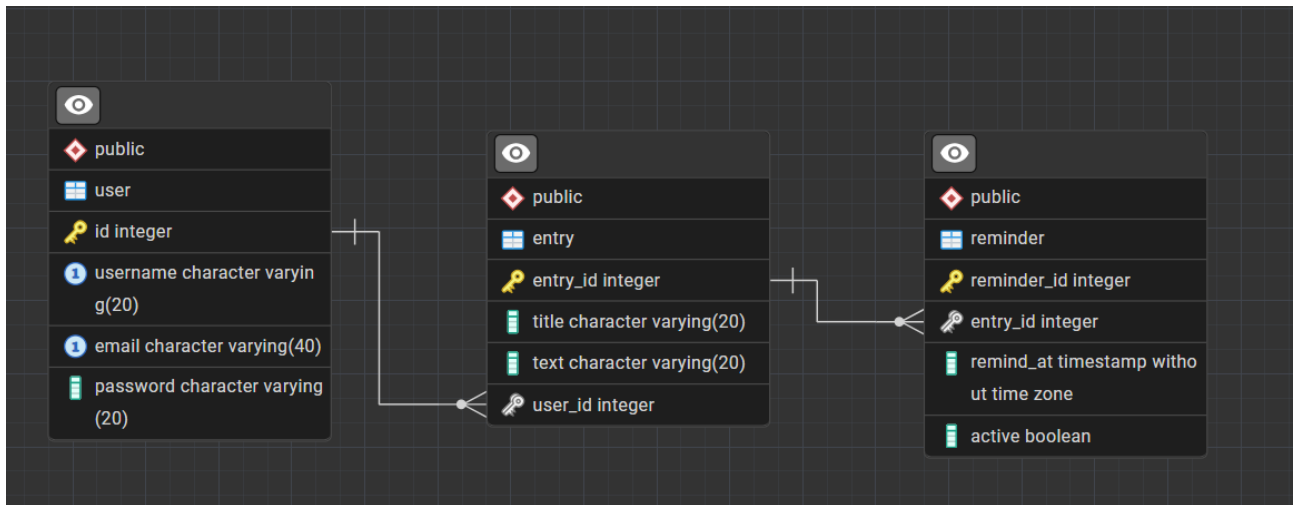 public
user
id integer
1 username character varyin
g(20)
1 email character varying(40)
password character varying
(20)
public
entry
entry_id integer
title character varying(20)
text character varying(20)
user_id integer
public
reminder
reminder_id integer
entry_id integer
remind_at timestamp witho
ut time zone
active boolean